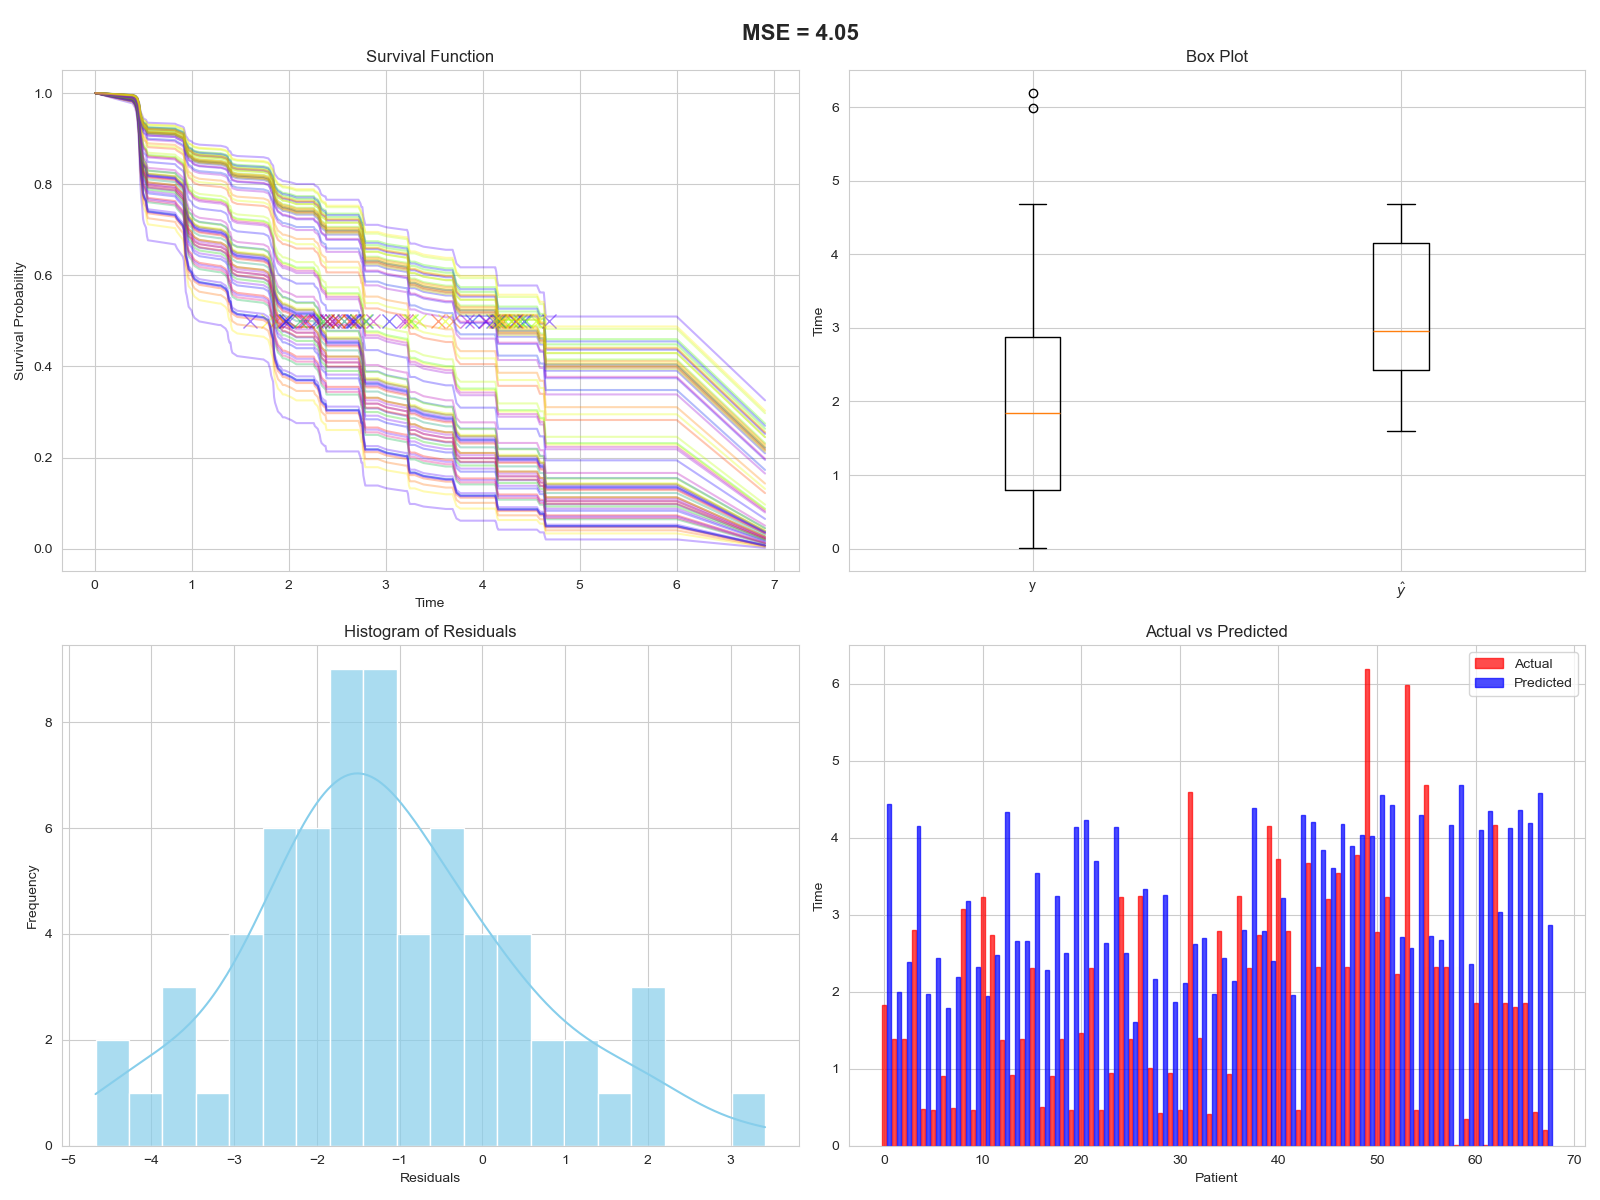 MSE = 4.05
Survival Function
Survival Probability
1.0
0.8
0.6
0.4
0.2
0.0
0 1 2 3 4 5 6 7
Time
Box Plot
Time
6
5
4
3
2
1
0
y ŷ
Histogram of Residuals
Frequency
8
6
4
2
0
−5 −4 −3 −2 −1 0 1 2 3
Residuals
Actual vs Predicted
Actual
Predicted
Time
6
5
4
3
2
1
0
0 10 20 30 40 50 60 70
Patient